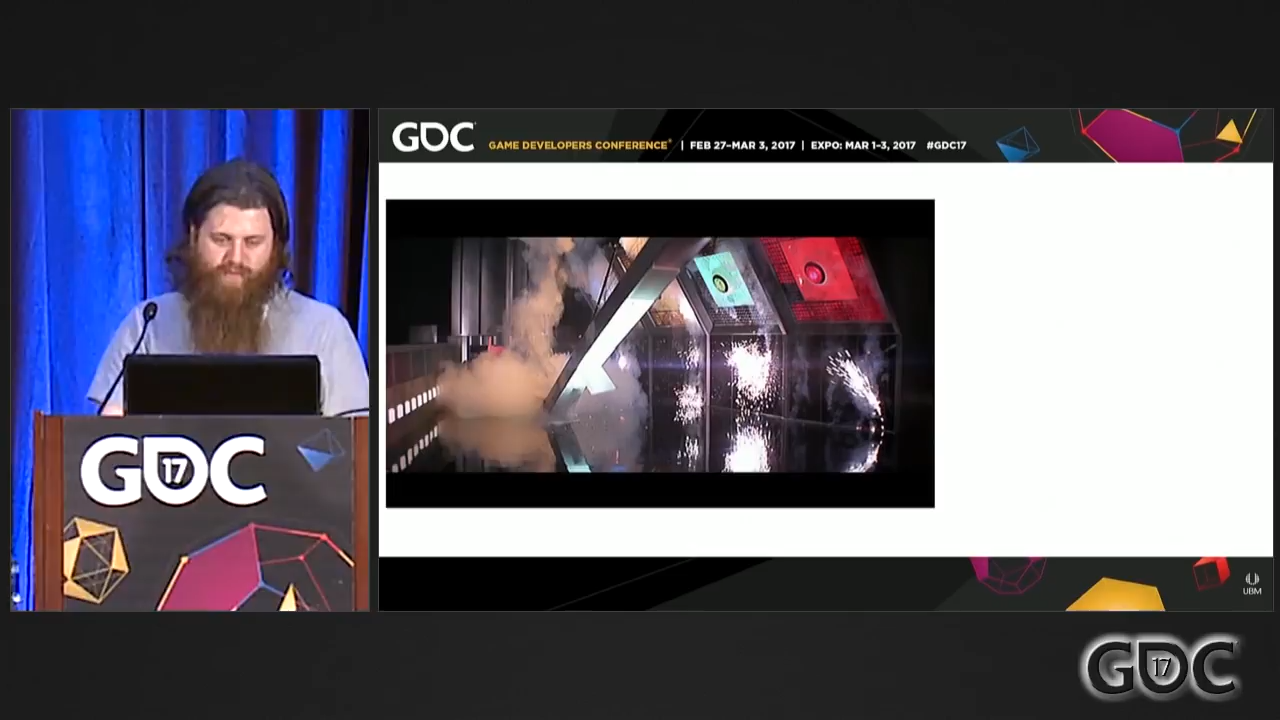 GDC
GAME DEVELOPERS CONFERENCE® | FEB 27–MAR 3, 2017 | EXPO: MAR 1–3, 2017 #GDC17
GDC
17
UBM
GDC
17